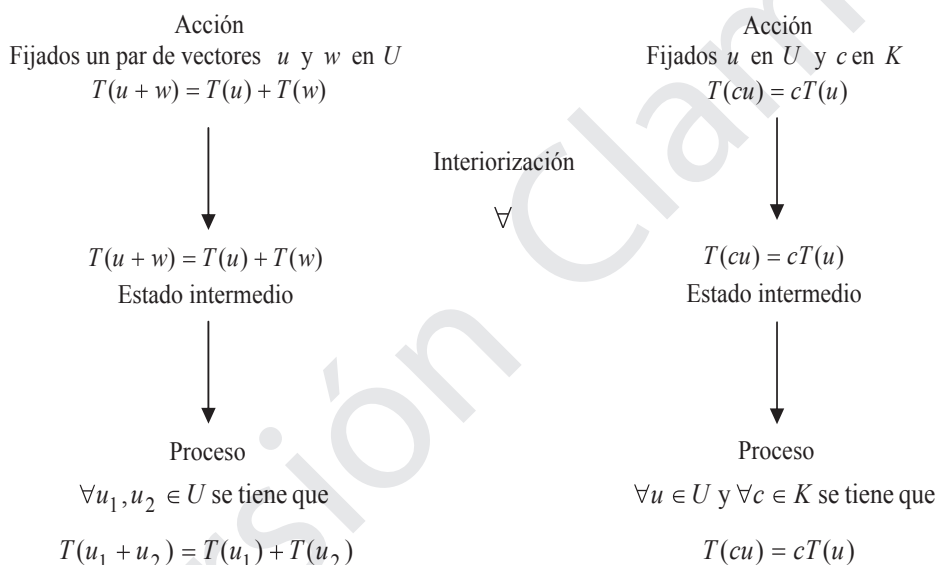 Acción
Fijados un par de vectores u y w en U
T(u + w) = T(u) + T(w)
Acción
Fijados u en U y c en K
T(cu) = cT(u)
Interiorización
∀
T(u + w) = T(u) + T(w)
Estado intermedio
T(cu) = cT(u)
Estado intermedio
Proceso
∀u₁, u₂ ∈ U se tiene que
T(u₁ + u₂) = T(u₁) + T(u₂)
Proceso
∀u ∈ U y ∀c ∈ K se tiene que
T(cu) = cT(u)